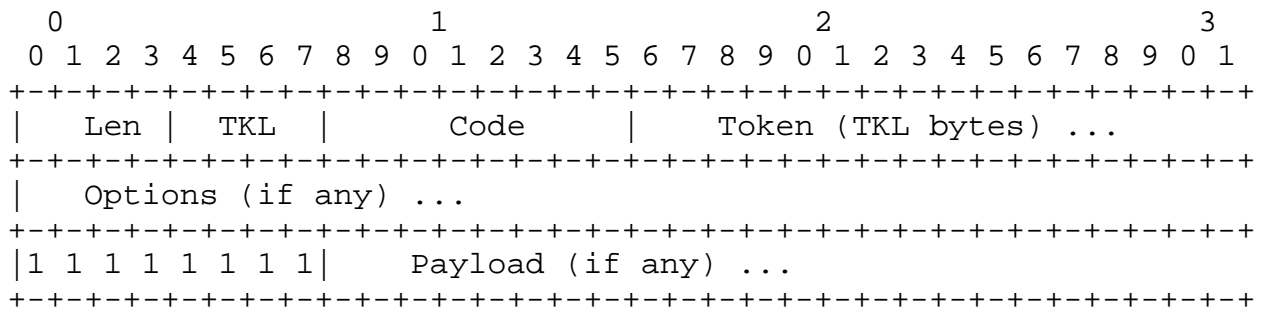 0                   1                   2                   3
 0 1 2 3 4 5 6 7 8 9 0 1 2 3 4 5 6 7 8 9 0 1 2 3 4 5 6 7 8 9 0 1
+-+-+-+-+-+-+-+-+-+-+-+-+-+-+-+-+-+-+-+-+-+-+-+-+-+-+-+-+-+-+-+-+
|   Len |  TKL  |      Code     |    Token (TKL bytes) ...
+-+-+-+-+-+-+-+-+-+-+-+-+-+-+-+-+-+-+-+-+-+-+-+-+-+-+-+-+-+-+-+-+
|   Options (if any) ...
+-+-+-+-+-+-+-+-+-+-+-+-+-+-+-+-+-+-+-+-+-+-+-+-+-+-+-+-+-+-+-+-+
|1 1 1 1 1 1 1 1|    Payload (if any) ...
+-+-+-+-+-+-+-+-+-+-+-+-+-+-+-+-+-+-+-+-+-+-+-+-+-+-+-+-+-+-+-+-+